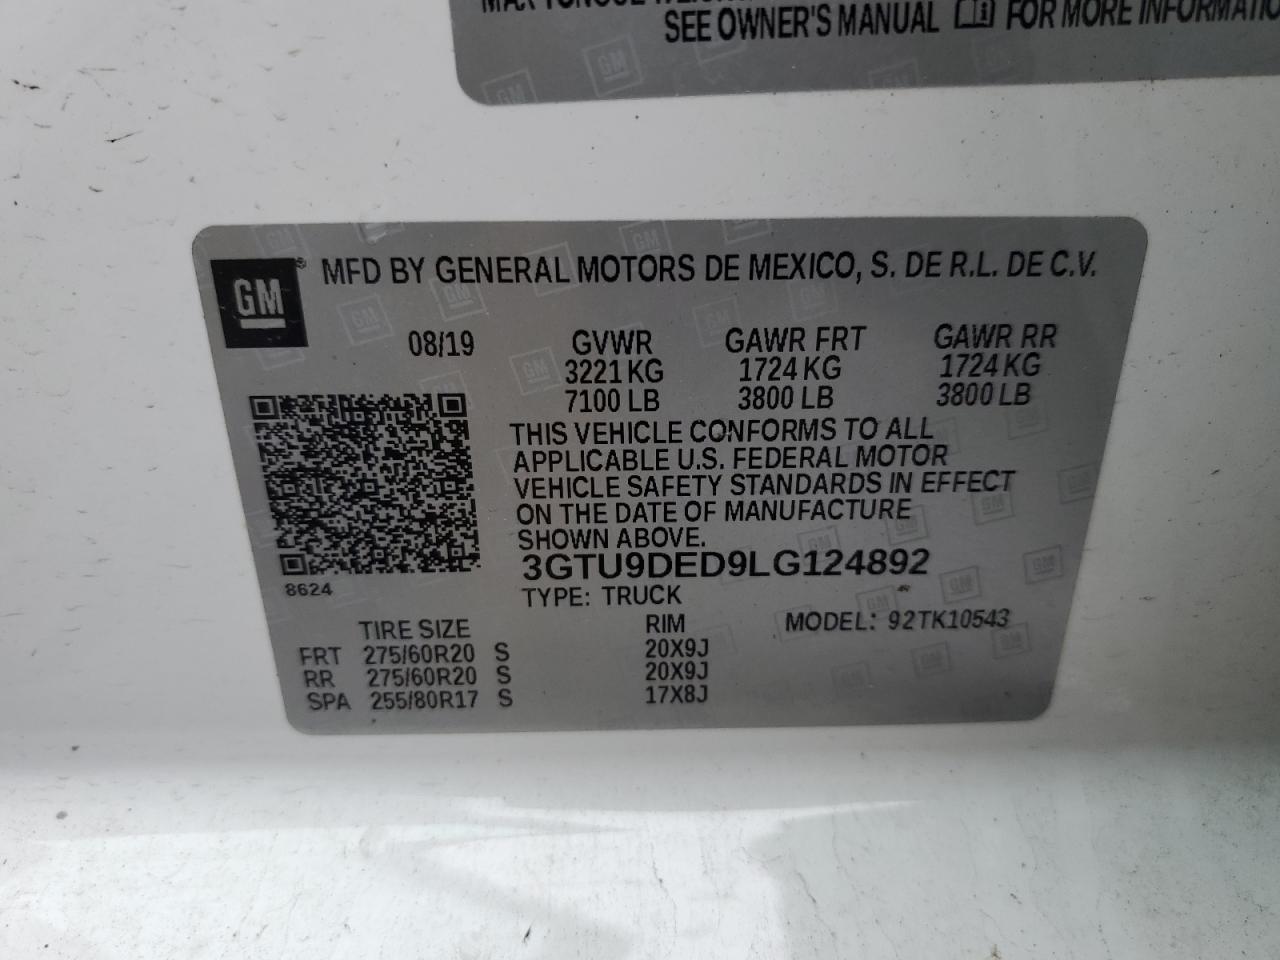 MAX TONGUE
SEE OWNER'S MANUAL FOR MORE INFORMATIO
GM
MFD BY GENERAL MOTORS DE MEXICO, S. DE R.L. DE C.V.
08/19 GVWR GAWR FRT GAWR RR
3221 KG 1724 KG 1724 KG
7100 LB 3800 LB 3800 LB
THIS VEHICLE CONFORMS TO ALL
APPLICABLE U.S. FEDERAL MOTOR
VEHICLE SAFETY STANDARDS IN EFFECT
ON THE DATE OF MANUFACTURE
SHOWN ABOVE.
3GTU9DED9LG124892
8624
TYPE: TRUCK
TIRE SIZE RIM MODEL: 92TK10543
FRT 275/60R20 S 20X9J
RR 275/60R20 S 20X9J
SPA 255/80R17 S 17X8J